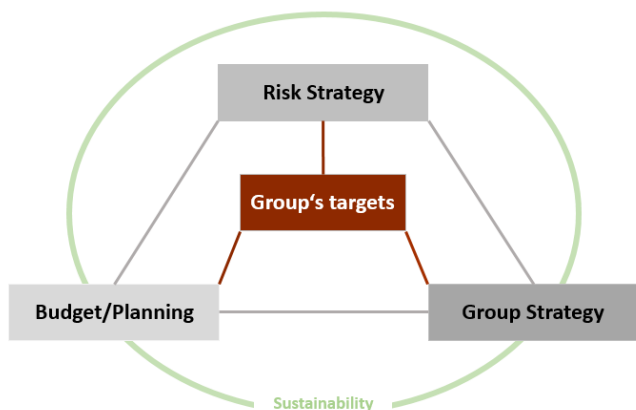 Risk Strategy
Group‘s targets
Budget/Planning
Group Strategy
Sustainability